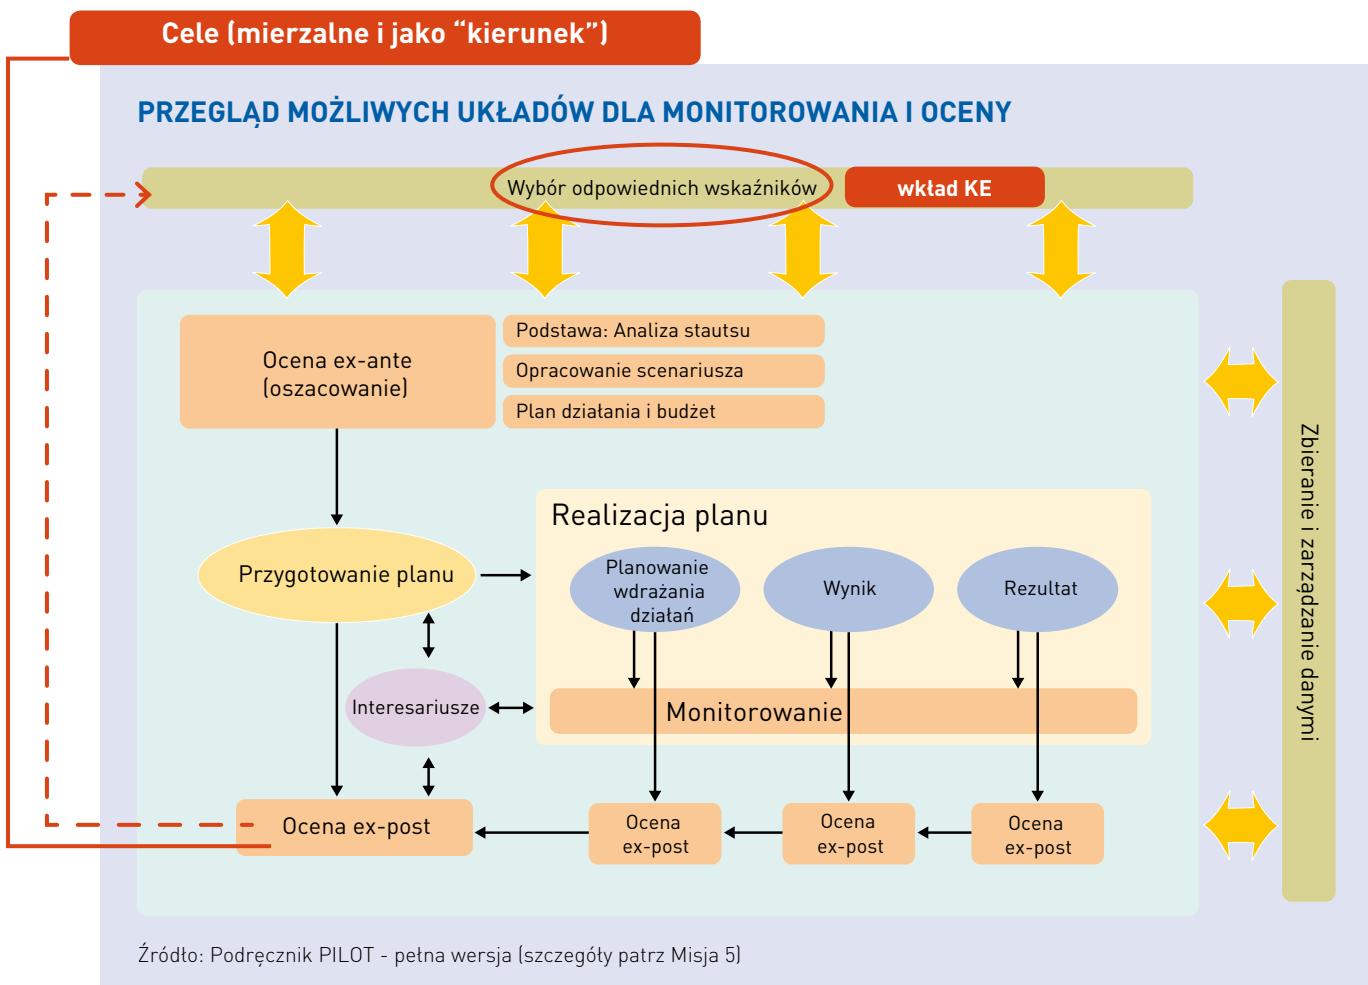 Cele (mierzalne i jako “kierunek”)
PRZEGLĄD MOŻLIWYCH UKŁADÓW DLA MONITOROWANIA I OCENY
Wybór odpowiednich wskaźników
wkład KE
Ocena ex-ante
(oszacowanie)
Podstawa: Analiza stautsu
Opracowanie scenariusza
Plan działania i budżet
Zbieranie i zarządzanie danymi
Realizacja planu
Przygotowanie planu
Planowanie
wdrażania
działań
Wynik
Rezultat
Interesariusze
Monitorowanie
Ocena ex-post
Ocena
ex-post
Ocena
ex-post
Ocena
ex-post
Źródło: Podręcznik PILOT - pełna wersja (szczegóły patrz Misja 5)